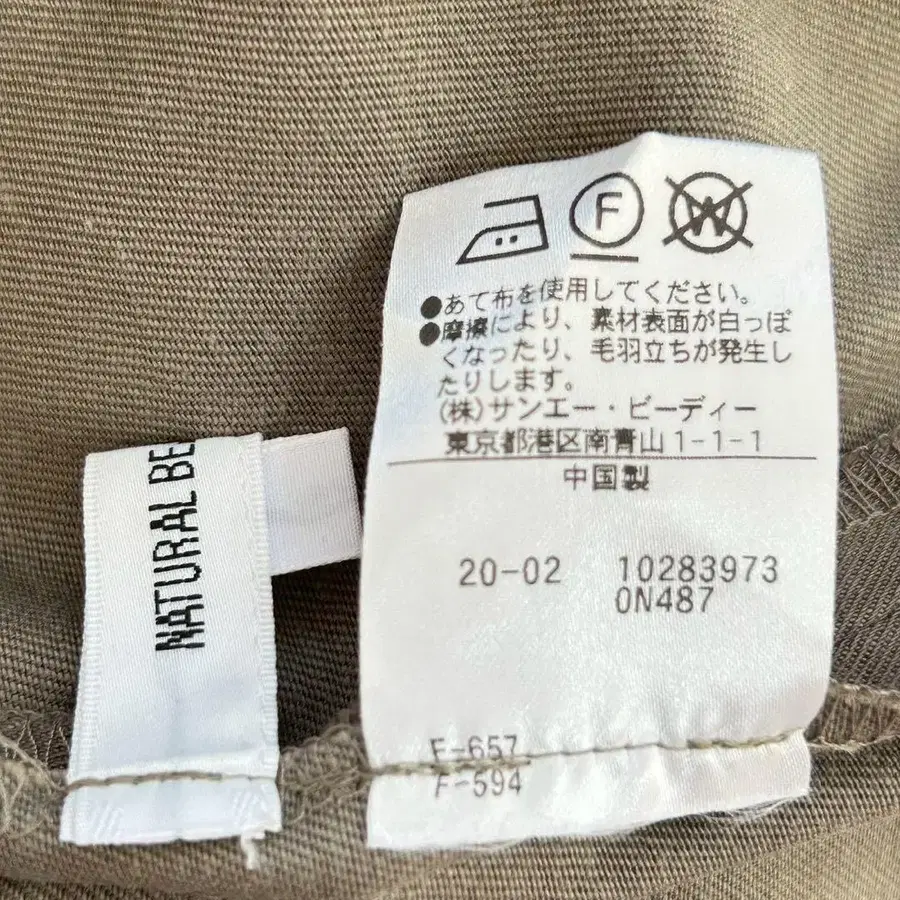 F W
●あて布を使用してください。
●摩擦により、素材表面が白っぽ
くなったり、毛羽立ちが発生し
たりします。
(株)サンエー・ビーディー
東京都港区南青山1-1-1
中国製
20-02 10283973
0N487
F-657
F-594
NATURAL BE